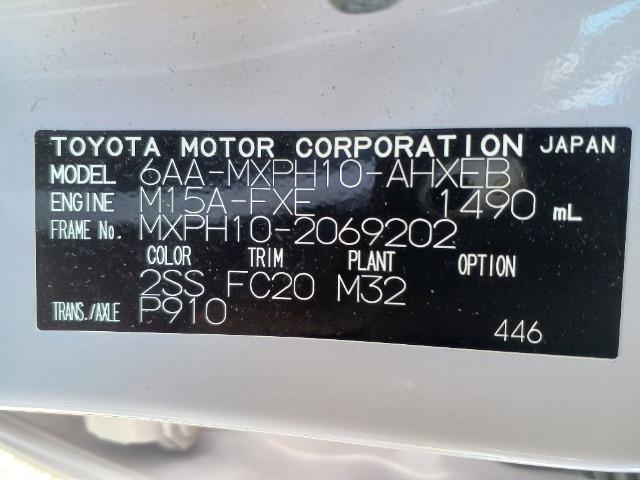 TOYOTA MOTOR CORPORATION JAPAN
MODEL 6AA-MXPH10-AHXEB
ENGINE M15A-FXE 1490 mL
FRAME No. MXPH10-2069202
COLOR TRIM PLANT OPTION
2SS FC20 M32
TRANS./AXLE P910
446